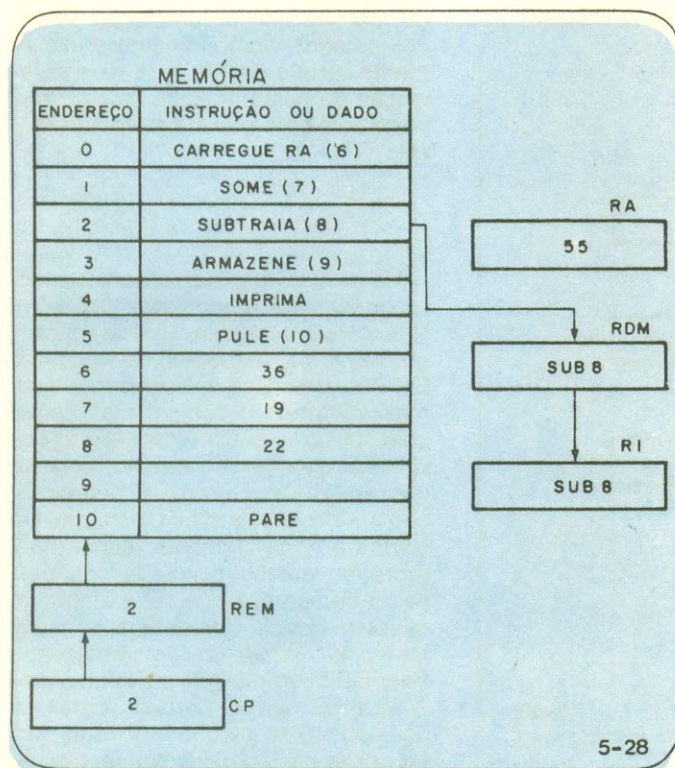 MEMÓRIA
ENDEREÇO INSTRUÇÃO OU DADO
0 CARREGUE RA (6)
1 SOME (7)
2 SUBTRAIA (8)
3 ARMAZENE (9)
4 IMPRIMA
5 PULE (10)
6 36
7 19
8 22
9
10 PARE
RA
55
RDM
SUB 8
RI
SUB 8
2 REM
2 CP
5-28